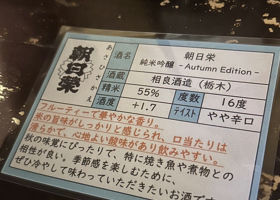 朝日栄
あさひさかえ
酒名 朝日栄
純米吟醸 - Autumn Edition -
酒蔵 相良酒造（栃木）
精米 55% 度数 16度
酒度 +1.7 テイスト やや辛口
フルーティーで華やかな香り。
米の旨味がしっかりと感じられ、口当たりは
滑らかで、心地よい酸味があり飲みやすい。
秋の味覚にぴったりで、特に焼き魚や煮物との
相性が良い。季節感を楽しむために、
ぜひ冷やして味わっていただきたいお酒です